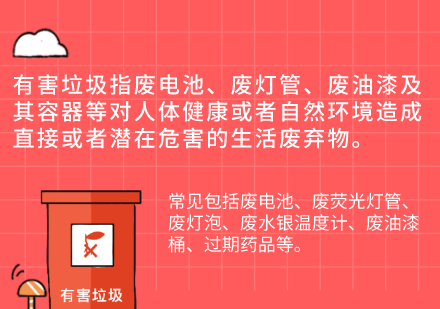 有害垃圾指废电池、废灯管、废油漆及
其容器等对人体健康或者自然环境造成
直接或者潜在危害的生活废弃物。
常见包括废电池、废荧光灯管、
废灯泡、废水银温度计、废油漆
桶、过期药品等。
有害垃圾